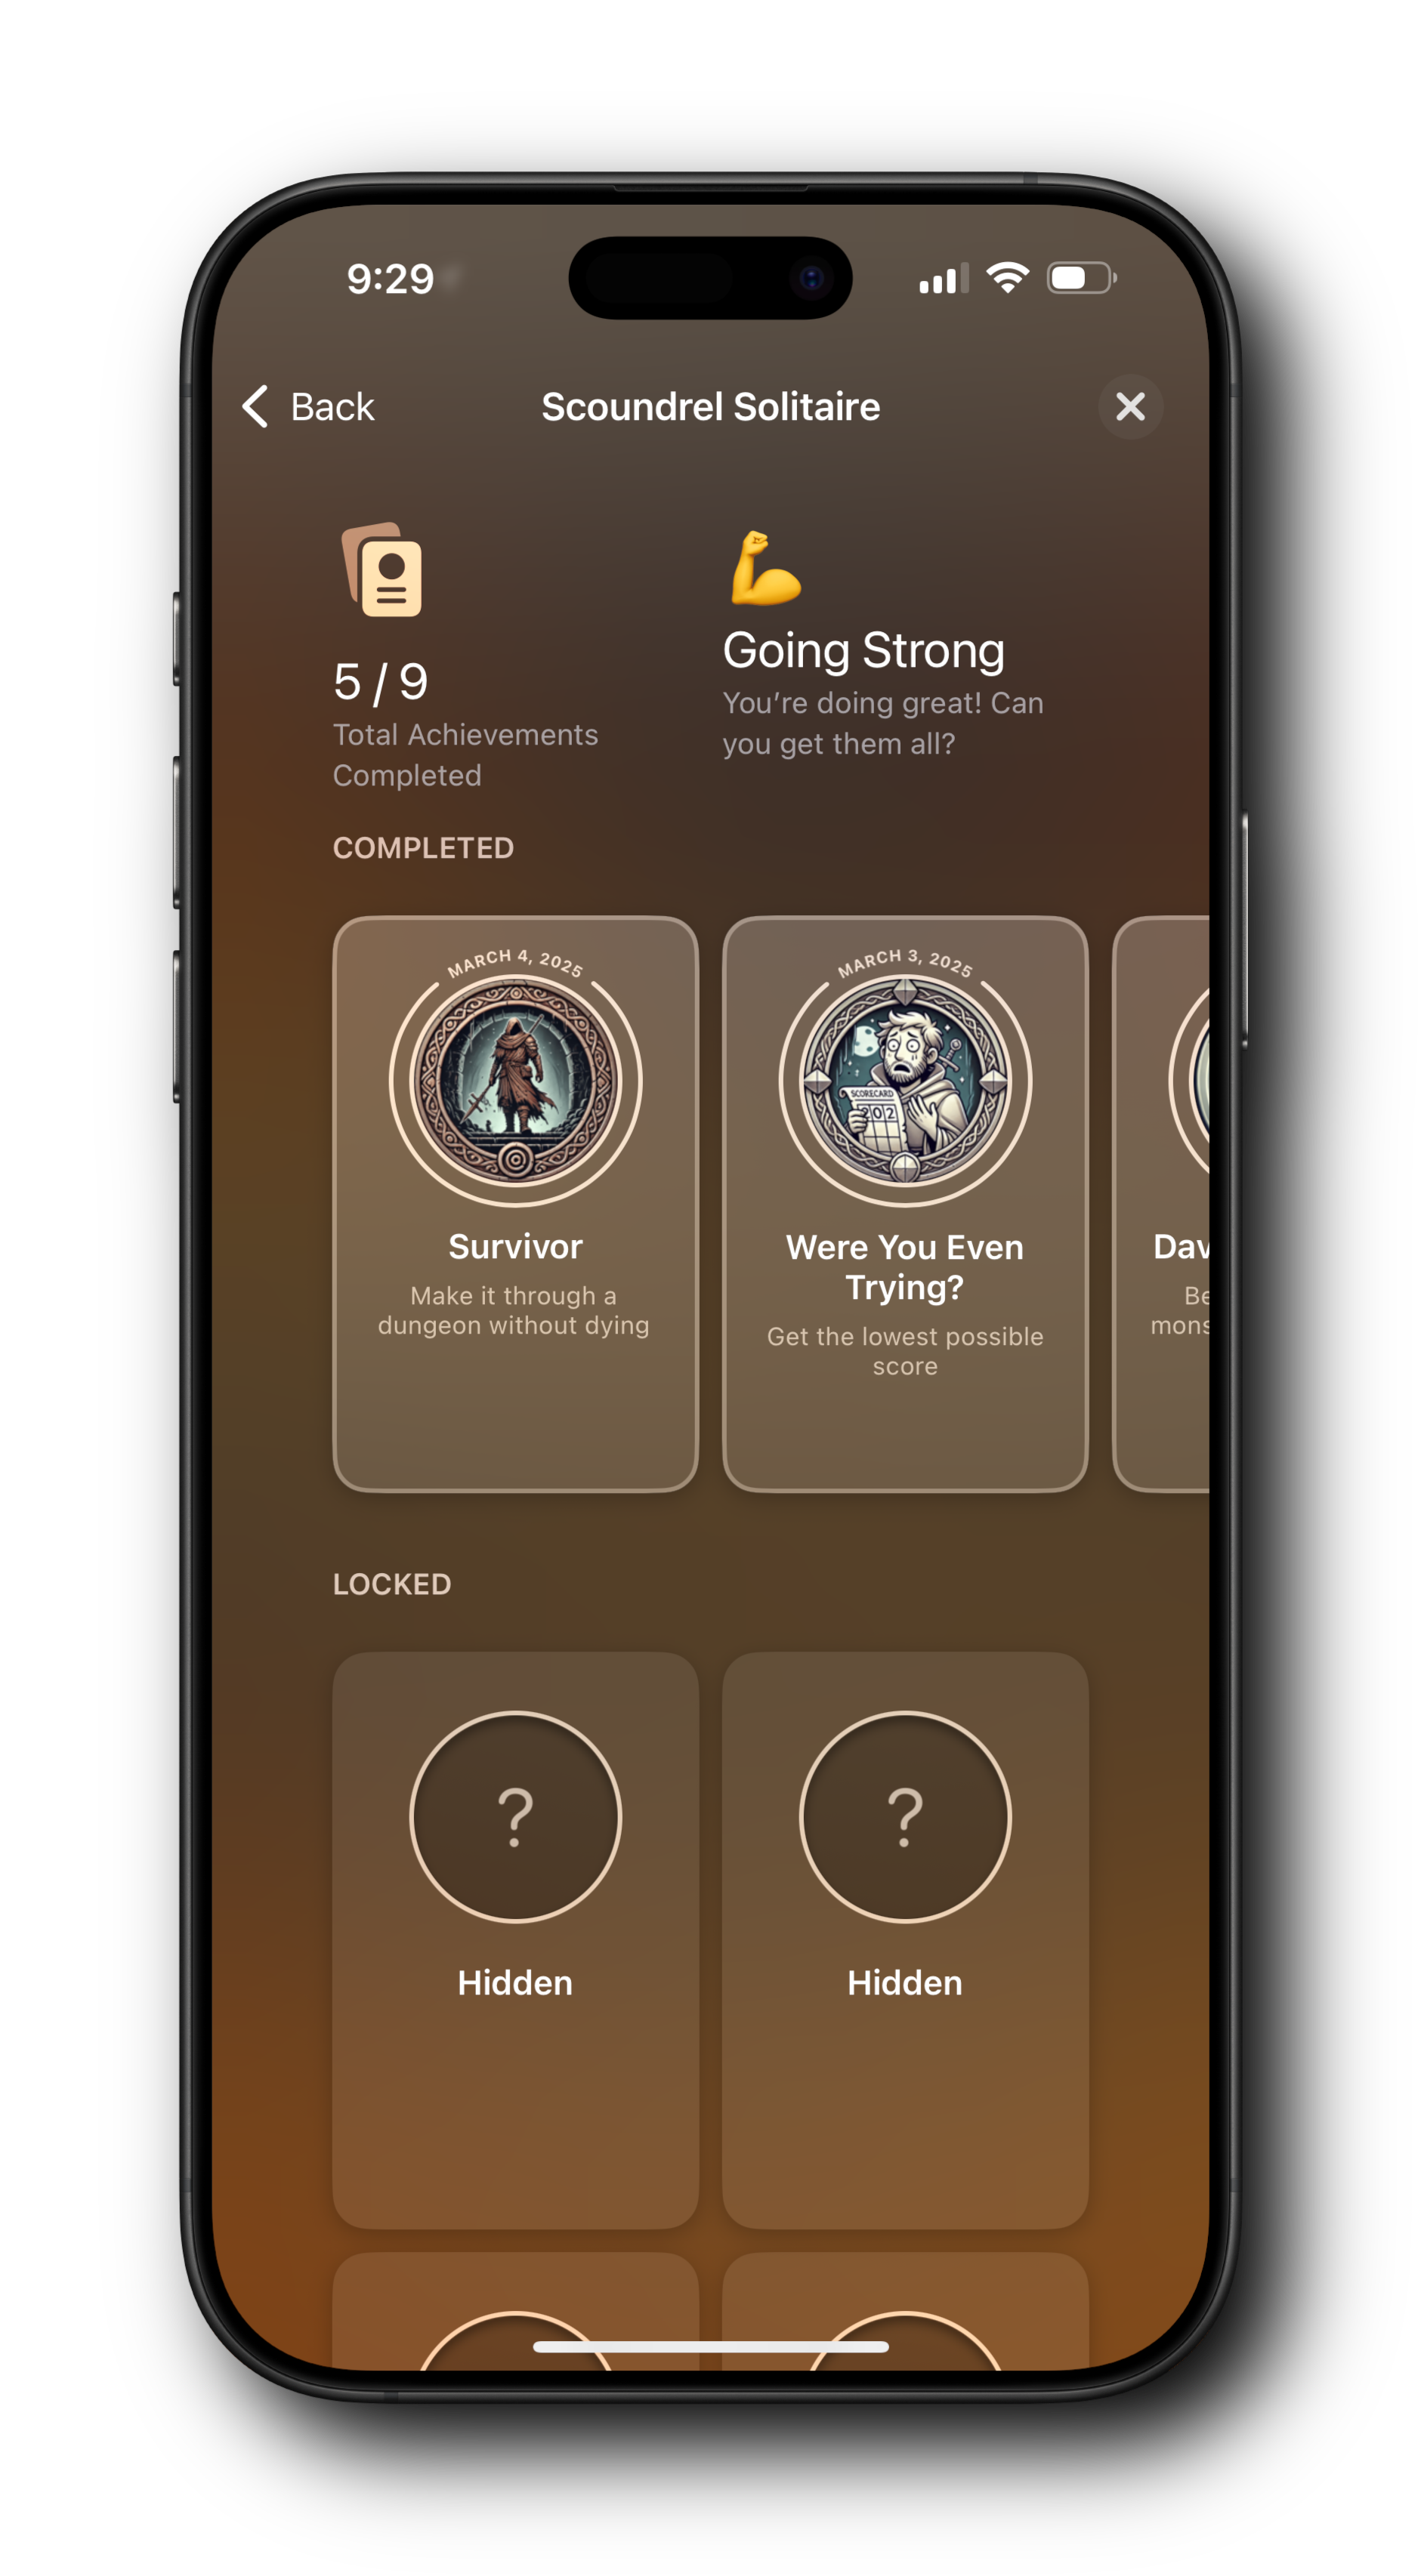 9:29
Back
Scoundrel Solitaire
5 / 9
Total Achievements
Completed
Going Strong
You’re doing great! Can
you get them all?
COMPLETED
MARCH 4, 2025
Survivor
Make it through a
dungeon without dying
MARCH 3, 2025
SCORECARD
202
Were You Even
Trying?
Get the lowest possible
score
Dav
Be
mons
LOCKED
?
Hidden
?
Hidden